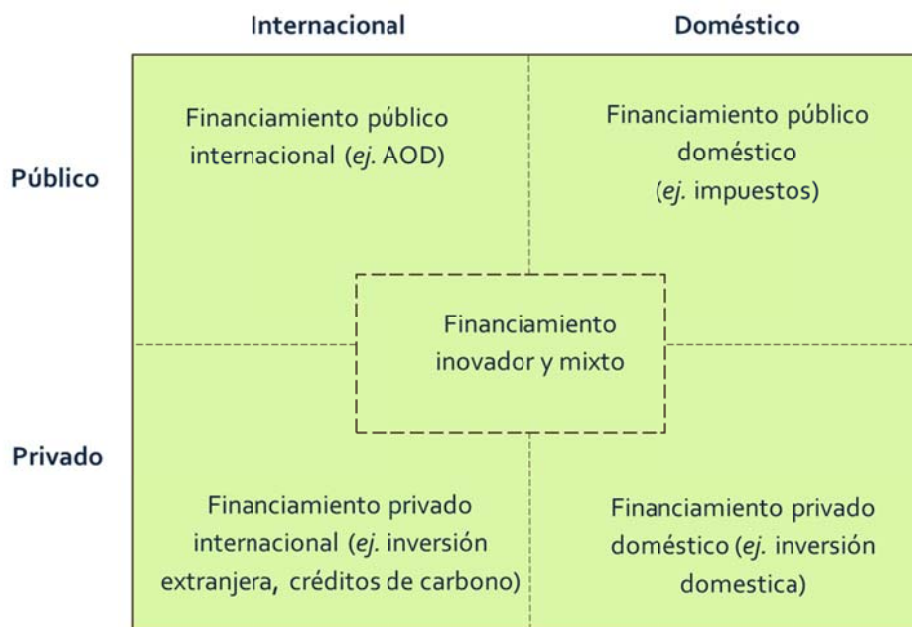 Internacional
Doméstico
Público
Financiamiento público
internacional (ej. AOD)
Financiamiento público
doméstico
(ej. impuestos)
Financiamiento
inovador y mixto
Privado
Financiamiento privado
internacional (ej. inversión
extranjera, créditos de carbono)
Financiamiento privado
doméstico (ej. inversión
domestica)